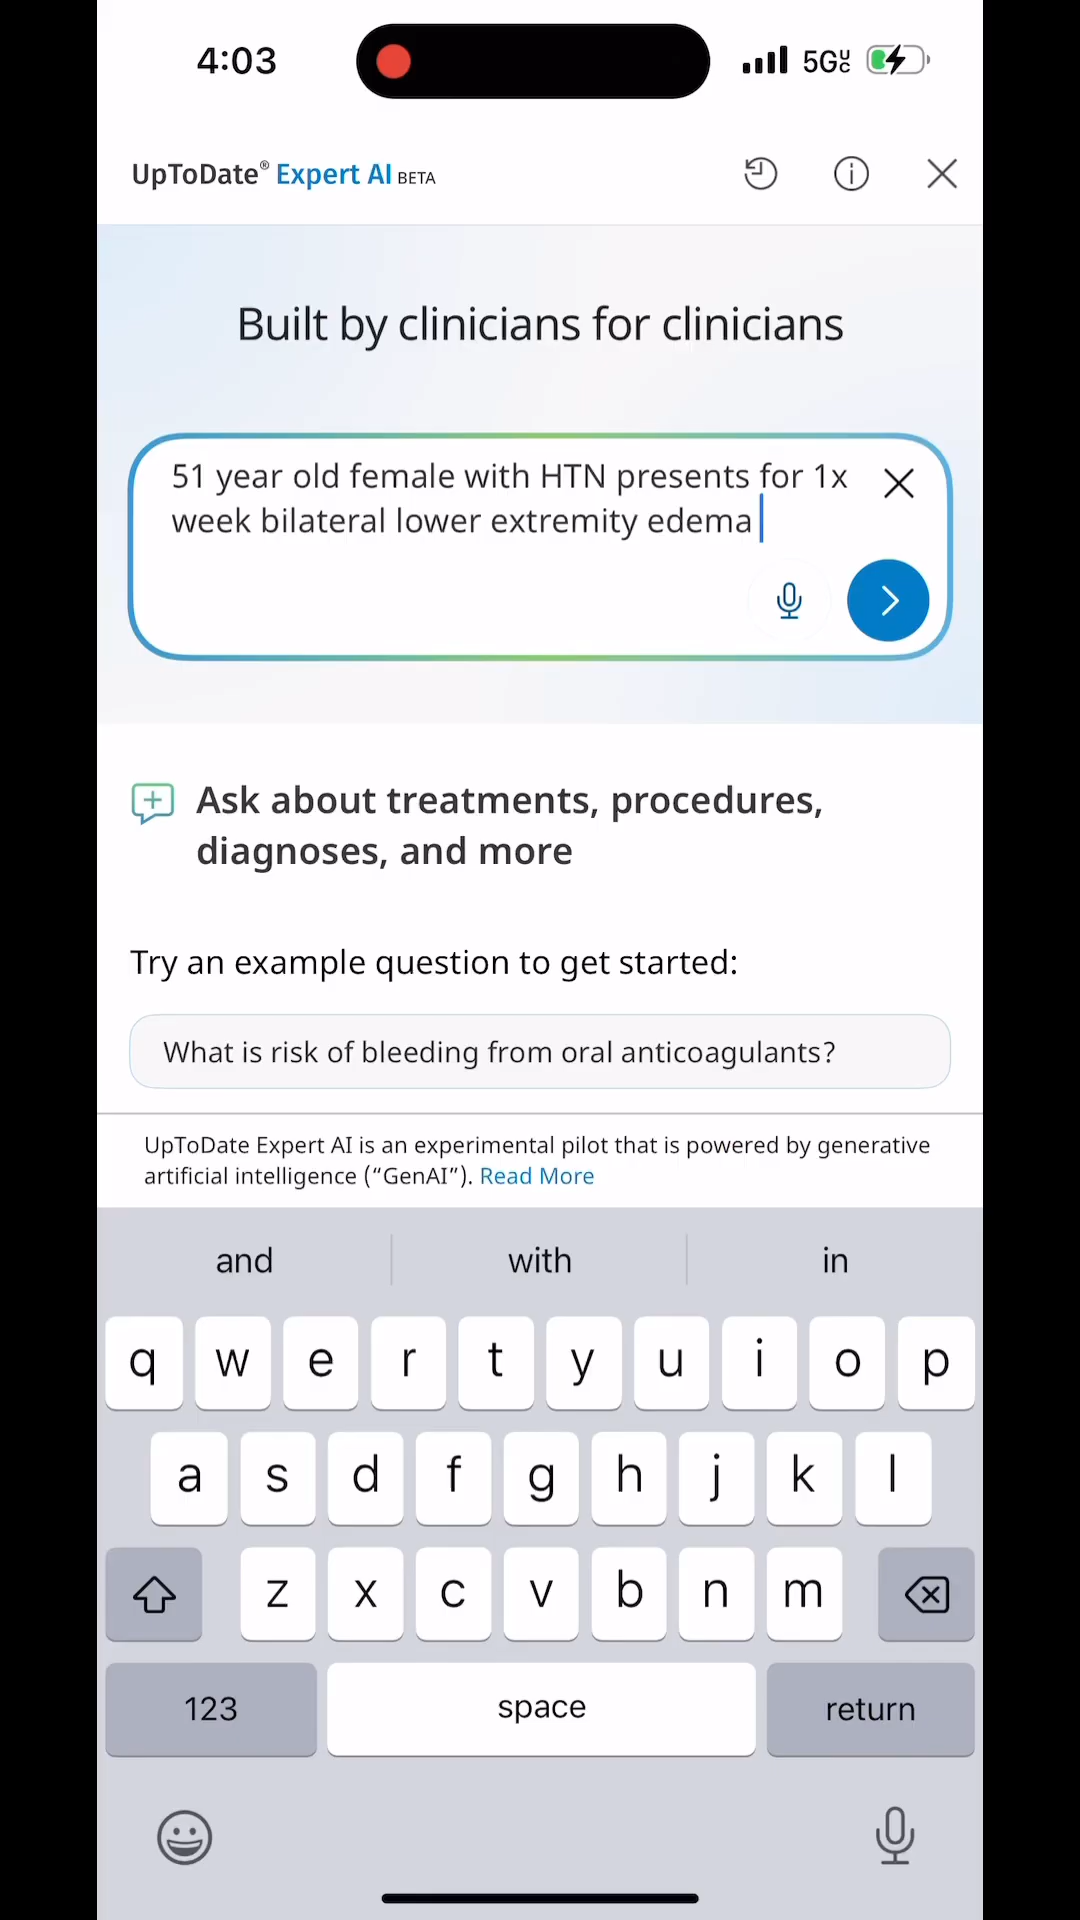 4:03
5GUC
UpToDate® Expert AI BETA
Built by clinicians for clinicians
51 year old female with HTN presents for 1x
week bilateral lower extremity edema
Ask about treatments, procedures,
diagnoses, and more
Try an example question to get started:
What is risk of bleeding from oral anticoagulants?
UpToDate Expert AI is an experimental pilot that is powered by generative
artificial intelligence (“GenAI”). Read More
and with in
q w e r t y u i o p
a s d f g h j k l
z x c v b n m
123 space return